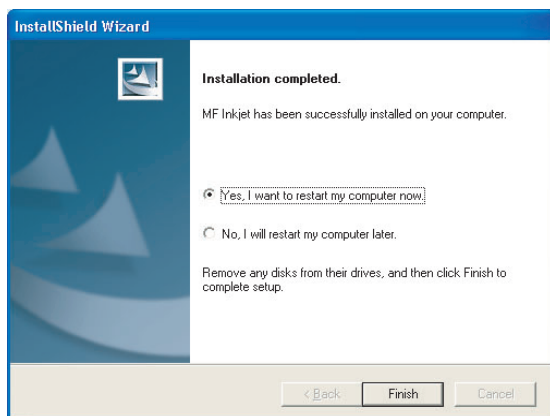 InstallShield Wizard
Installation completed.
MF Inkjet has been successfully installed on your computer.
Yes, I want to restart my computer now.
No, I will restart my computer later.
Remove any disks from their drives, and then click Finish to
complete setup.
< Back
Finish
Cancel